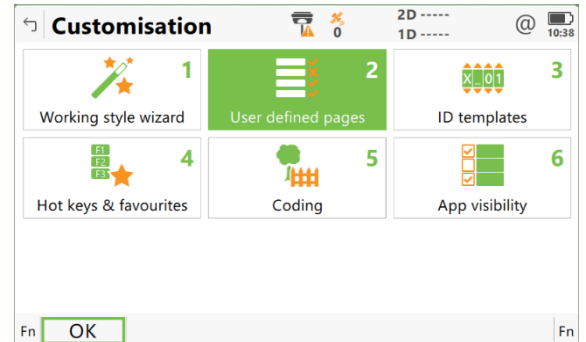 Customisation
0
2D -----
1D -----
@
10:38
1
Working style wizard
2
User defined pages
X_01
3
ID templates
F1
F2
F3
4
Hot keys & favourites
5
Coding
6
App visibility
Fn
OK
Fn